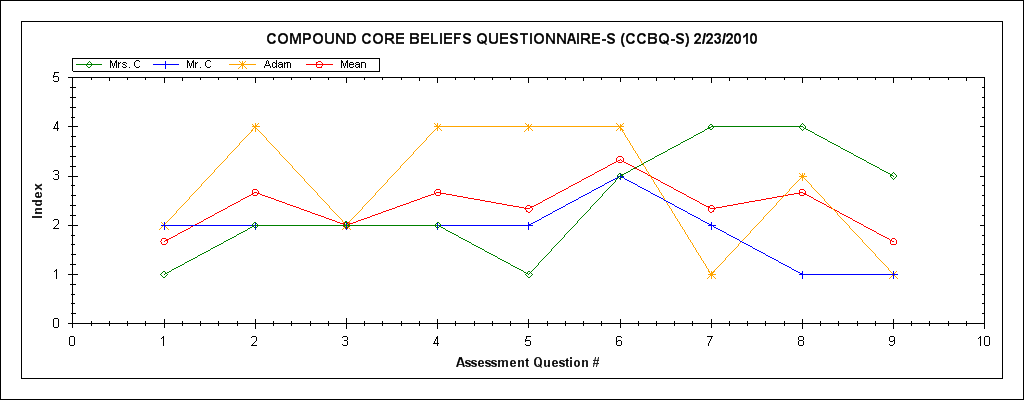 COMPOUND CORE BELIEFS QUESTIONNAIRE-S (CCBQ-S) 2/23/2010
Mrs. C Mr. C Adam Mean
5
4
3
2
1
0
Index
0 1 2 3 4 5 6 7 8 9 10
Assessment Question #